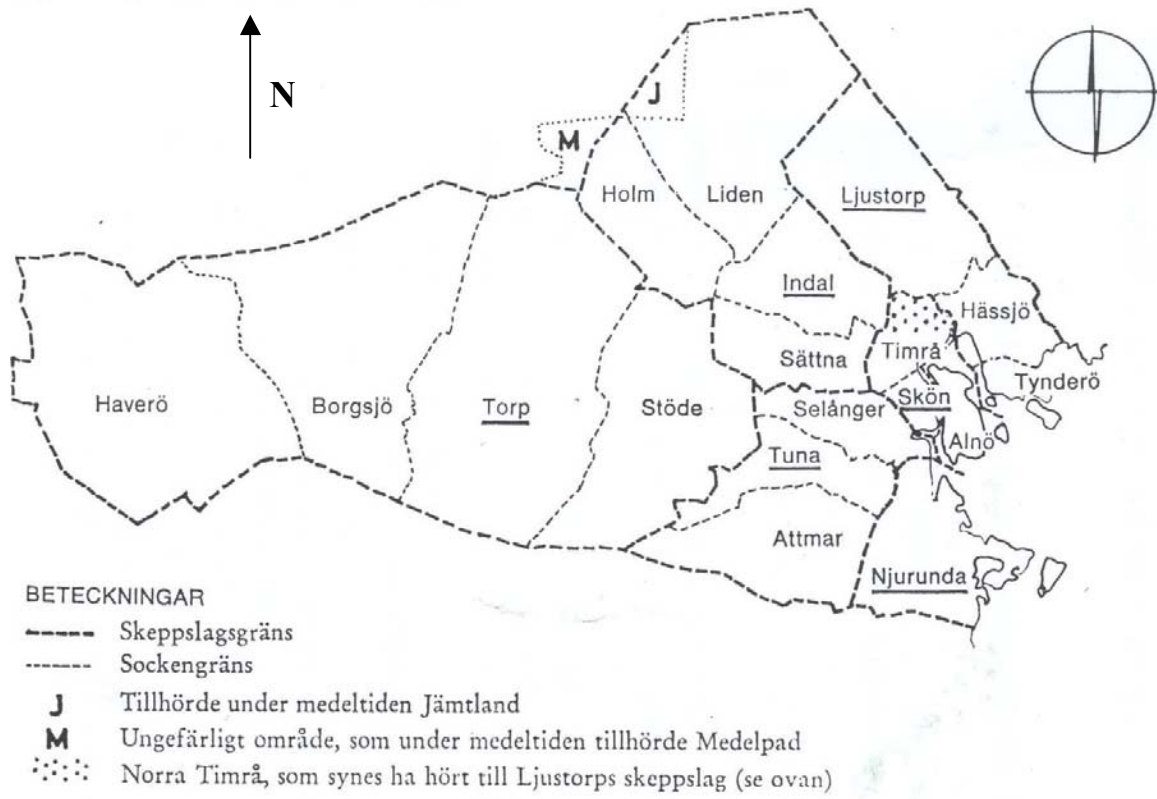 N
J
M
Holm
Liden
Ljustorp
Indal
Hässjö
Timrå
Sättna
Tynderö
Haverö
Borgsjö
Torp
Stöde
Selånger
Skön
Alnö
Tuna
Attmar
Njurunda
BETECKNINGAR
Skeppslagsgräns
Sockengräns
J Tillhörde under medeltiden Jämtland
M Ungefärligt område, som under medeltiden tillhörde Medelpad
Norra Timrå, som synes ha hört till Ljustorps skeppslag (se ovan)